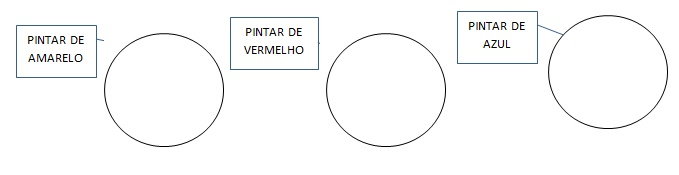 PINTAR DE
AMARELO
PINTAR DE
VERMELHO
PINTAR DE
AZUL